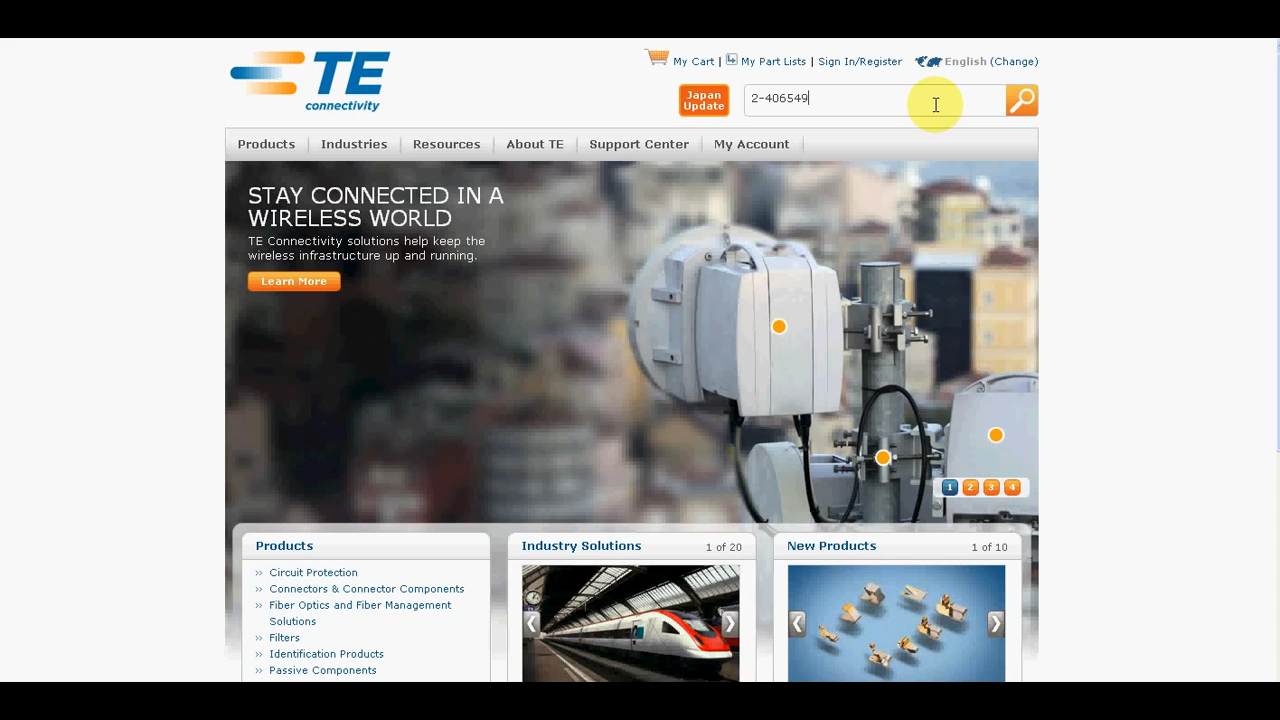 TE
connectivity
My Cart | My Part Lists | Sign In/Register English (Change)
Japan
Update
2-406549
Products Industries Resources About TE Support Center My Account
STAY CONNECTED IN A
WIRELESS WORLD
TE Connectivity solutions help keep the
wireless infrastructure up and running.
Learn More
1 2 3 4
Products
>> Circuit Protection
>> Connectors & Connector Components
>> Fiber Optics and Fiber Management
Solutions
>> Filters
>> Identification Products
>> Passive Components
Industry Solutions 1 of 20
New Products 1 of 10